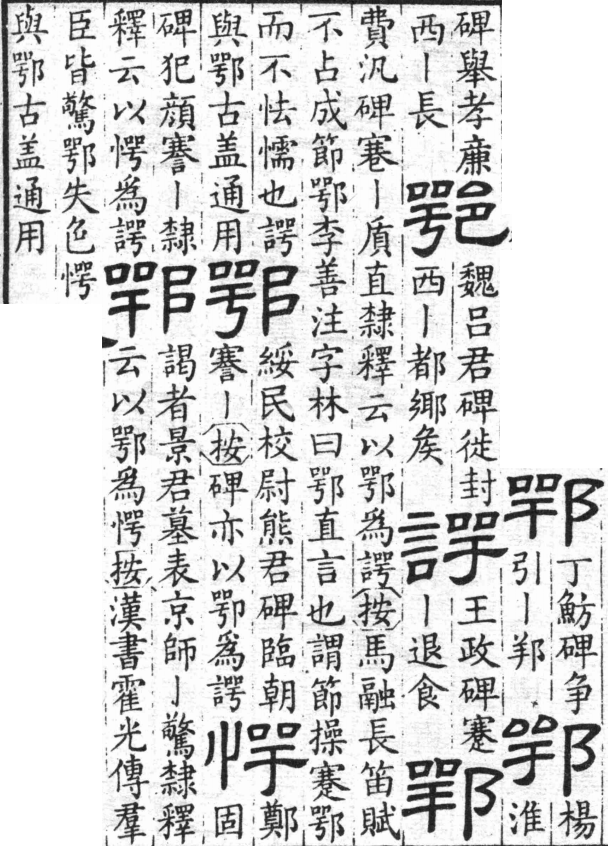 鄂
丁魴碑争
引丨邦
鄂
楊
淮
碑舉孝廉
西丨長
鄂
魏呂君碑徙封
西丨都鄉矦
諤
王政碑蹇
丨退食
鄂
費汎碑寋丨質直隸釋云以鄂爲諤按馬融長笛賦
不占成節鄂李善注字林曰鄂直言也謂節操蹇鄂
而不怯懦也諤
與鄂古盖通用
鄂
綏民校尉熊君碑臨朝
謇丨按碑亦以鄂爲諤
愕
鄭
固
碑犯顔謇丨隸
釋云以愕爲諤
鄂
謁者景君墓表京師丨驚隸釋
云以鄂爲愕按漢書霍光傳羣
臣皆驚鄂失色愕
與鄂古盖通用